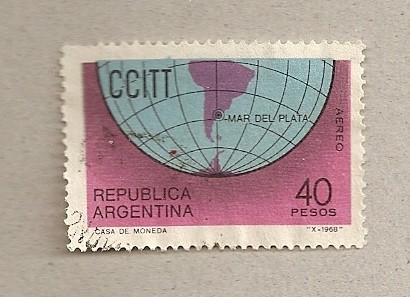 CCITT
MAR DEL PLATA
AEREO
REPUBLICA
ARGENTINA
40
PESOS
CASA DE MONEDA
"X-1968"